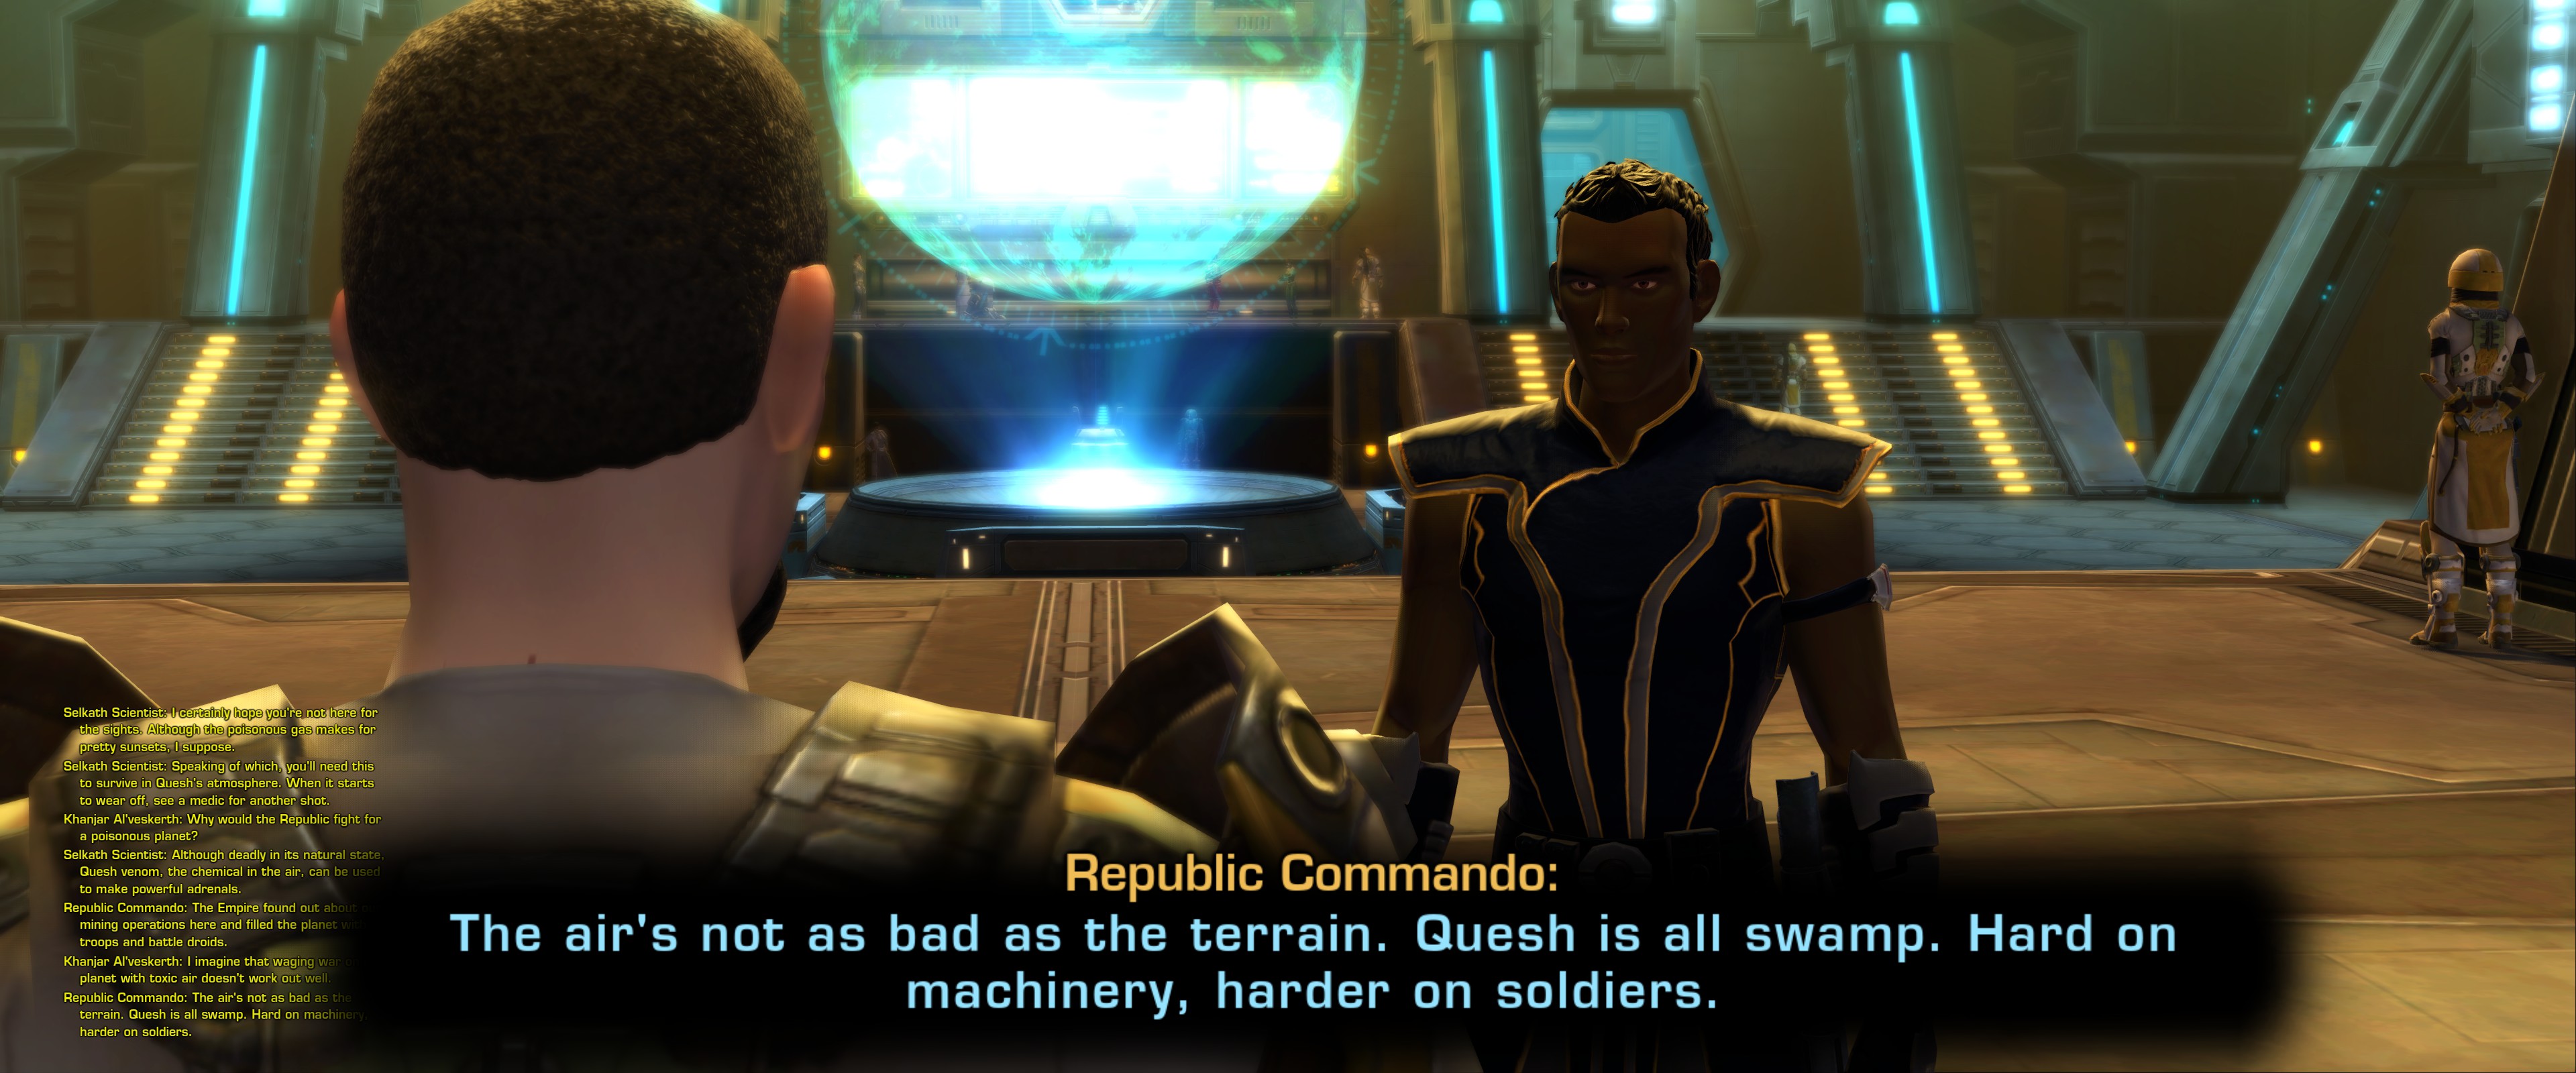 Selkath Scientist: I certainly hope you're not here for
the sights. Although the poisonous gas makes for
pretty sunsets, I suppose.
Selkath Scientist: Speaking of which, you'll need this
to survive in Quesh's atmosphere. When it starts
to wear off, see a medic for another shot.
Khanjar Al'veskerth: Why would the Republic fight for
a poisonous planet?
Selkath Scientist: Although deadly in its natural state,
Quesh venom, the chemical in the air, can be used
to make powerful adrenals.
Republic Commando: The Empire found out about
mining operations here and filled the planet with
troops and battle droids.
Khanjar Al'veskerth: I imagine that waging war
planet with toxic air doesn't work out well.
Republic Commando: The air's not as bad as the
terrain. Quesh is all swamp. Hard on machinery,
harder on soldiers.
Republic Commando:
The air's not as bad as the terrain. Quesh is all swamp. Hard on
machinery, harder on soldiers.